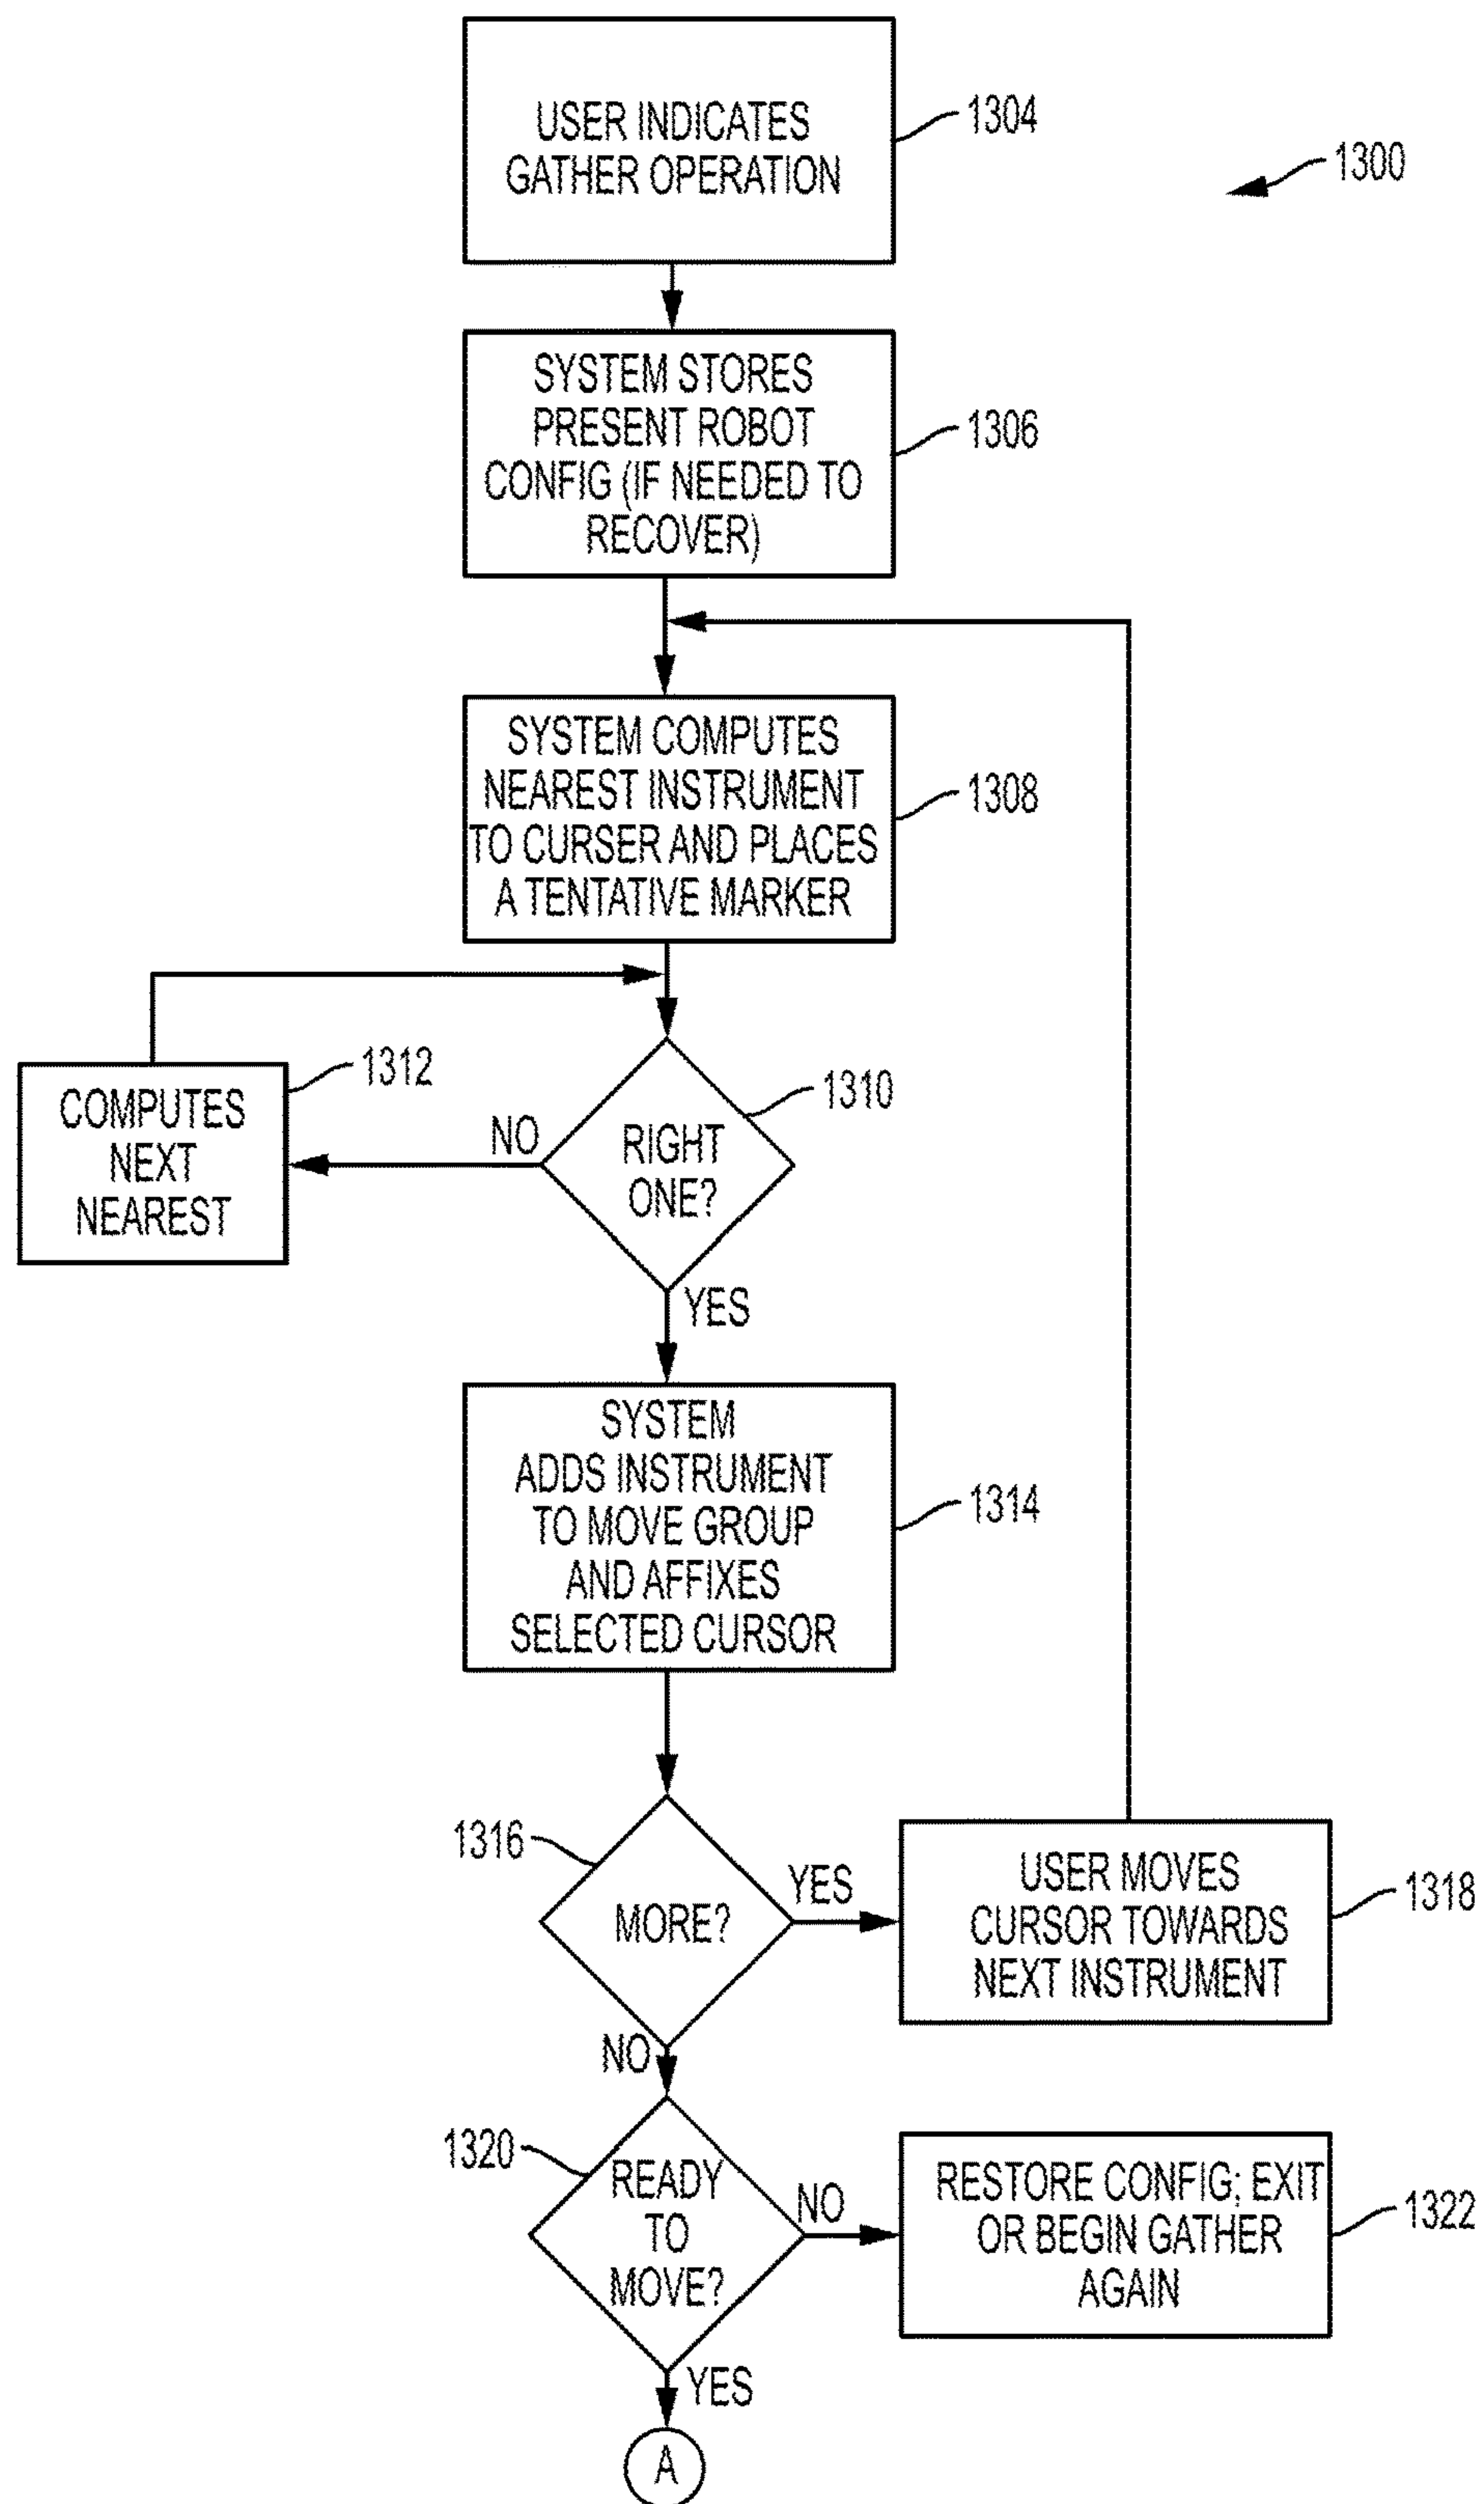 USER INDICATES
GATHER OPERATION
1304
1300
SYSTEM STORES
PRESENT ROBOT
CONFIG (IF NEEDED TO
RECOVER)
1306
SYSTEM COMPUTES
NEAREST INSTRUMENT
TO CURSER AND PLACES
A TENTATIVE MARKER
1308
1312
COMPUTES
NEXT
NEAREST
NO
1310
RIGHT
ONE?
YES
SYSTEM
ADDS INSTRUMENT
TO MOVE GROUP
AND AFFIXES
SELECTED CURSOR
1314
1316
MORE?
YES
USER MOVES
CURSOR TOWARDS
NEXT INSTRUMENT
1318
NO
1320
READY
TO
MOVE?
NO
RESTORE CONFIG; EXIT
OR BEGIN GATHER
AGAIN
1322
YES
A